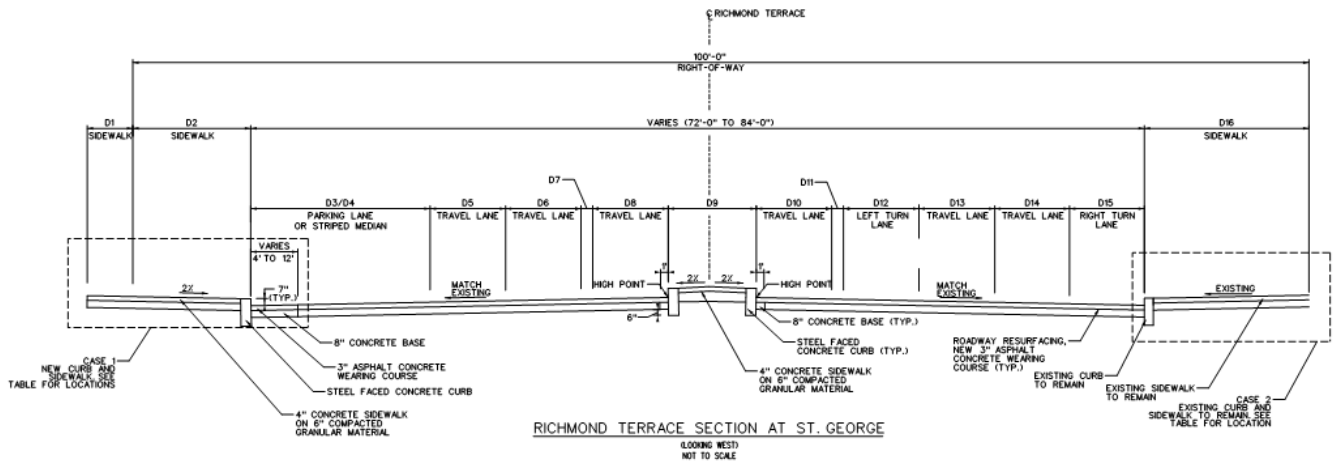 ℄ RICHMOND TERRACE
100'-0"
RIGHT-OF-WAY
D1
SIDEWALK
D2
SIDEWALK
VARIES (72'-0" TO 84'-0")
D16
SIDEWALK
D3/D4
PARKING LANE
OR STRIPED MEDIAN
D5
TRAVEL LANE
D6
TRAVEL LANE
D7
D8
TRAVEL LANE
D9
D10
TRAVEL LANE
D11
D12
LEFT TURN
LANE
D13
TRAVEL LANE
D14
TRAVEL LANE
D15
RIGHT TURN
LANE
VARIES
4' TO 12'
2%
7"
(TYP.)
MATCH
EXISTING
HIGH POINT
1'
2%
2%
1'
HIGH POINT
6"
MATCH
EXISTING
EXISTING
8" CONCRETE BASE
3" ASPHALT CONCRETE
WEARING COURSE
STEEL FACED CONCRETE CURB
4" CONCRETE SIDEWALK
ON 6" COMPACTED
GRANULAR MATERIAL
CASE 1
NEW CURB AND
SIDEWALK, SEE
TABLE FOR LOCATIONS
8" CONCRETE BASE (TYP.)
STEEL FACED
CONCRETE CURB (TYP.)
4" CONCRETE SIDEWALK
ON 6" COMPACTED
GRANULAR MATERIAL
ROADWAY RESURFACING,
NEW 3" ASPHALT
CONCRETE WEARING
COURSE (TYP.)
EXISTING CURB
TO REMAIN
EXISTING SIDEWALK
TO REMAIN
CASE 2
EXISTING CURB AND
SIDEWALK TO REMAIN, SEE
TABLE FOR LOCATION
RICHMOND TERRACE SECTION AT ST. GEORGE
(LOOKING WEST)
NOT TO SCALE